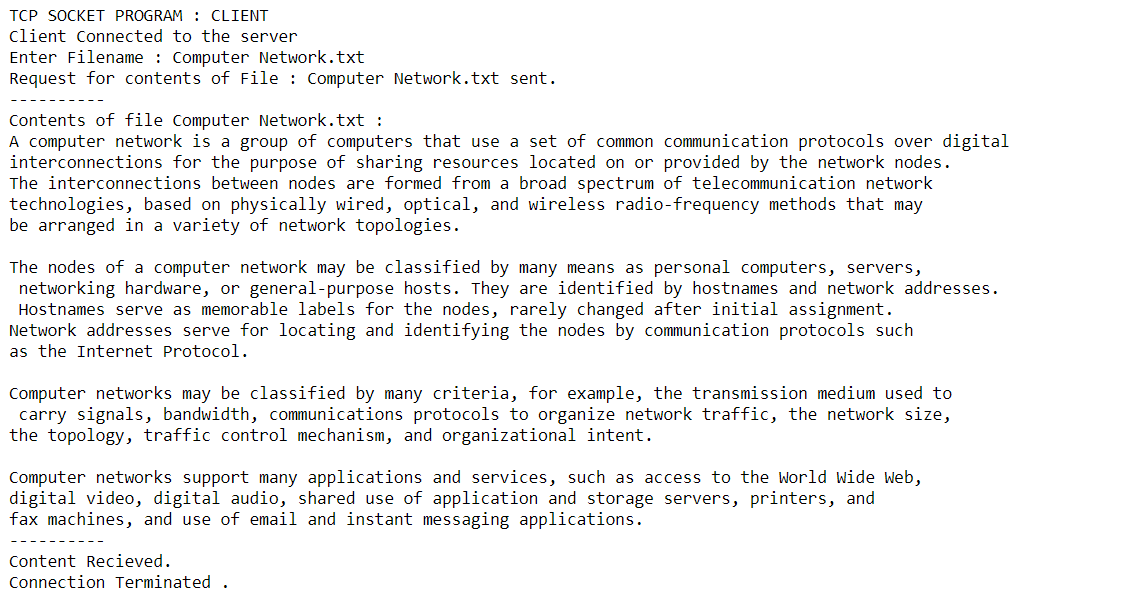 TCP SOCKET PROGRAM : CLIENT
Client Connected to the server
Enter Filename : Computer Network.txt
Request for contents of File : Computer Network.txt sent.
----------
Contents of file Computer Network.txt :
A computer network is a group of computers that use a set of common communication protocols over digital
interconnections for the purpose of sharing resources located on or provided by the network nodes.
The interconnections between nodes are formed from a broad spectrum of telecommunication network
technologies, based on physically wired, optical, and wireless radio-frequency methods that may
be arranged in a variety of network topologies.

The nodes of a computer network may be classified by many means as personal computers, servers,
 networking hardware, or general-purpose hosts. They are identified by hostnames and network addresses.
 Hostnames serve as memorable labels for the nodes, rarely changed after initial assignment.
Network addresses serve for locating and identifying the nodes by communication protocols such
as the Internet Protocol.

Computer networks may be classified by many criteria, for example, the transmission medium used to
 carry signals, bandwidth, communications protocols to organize network traffic, the network size,
the topology, traffic control mechanism, and organizational intent.

Computer networks support many applications and services, such as access to the World Wide Web,
digital video, digital audio, shared use of application and storage servers, printers, and
fax machines, and use of email and instant messaging applications.
----------
Content Recieved.
Connection Terminated .